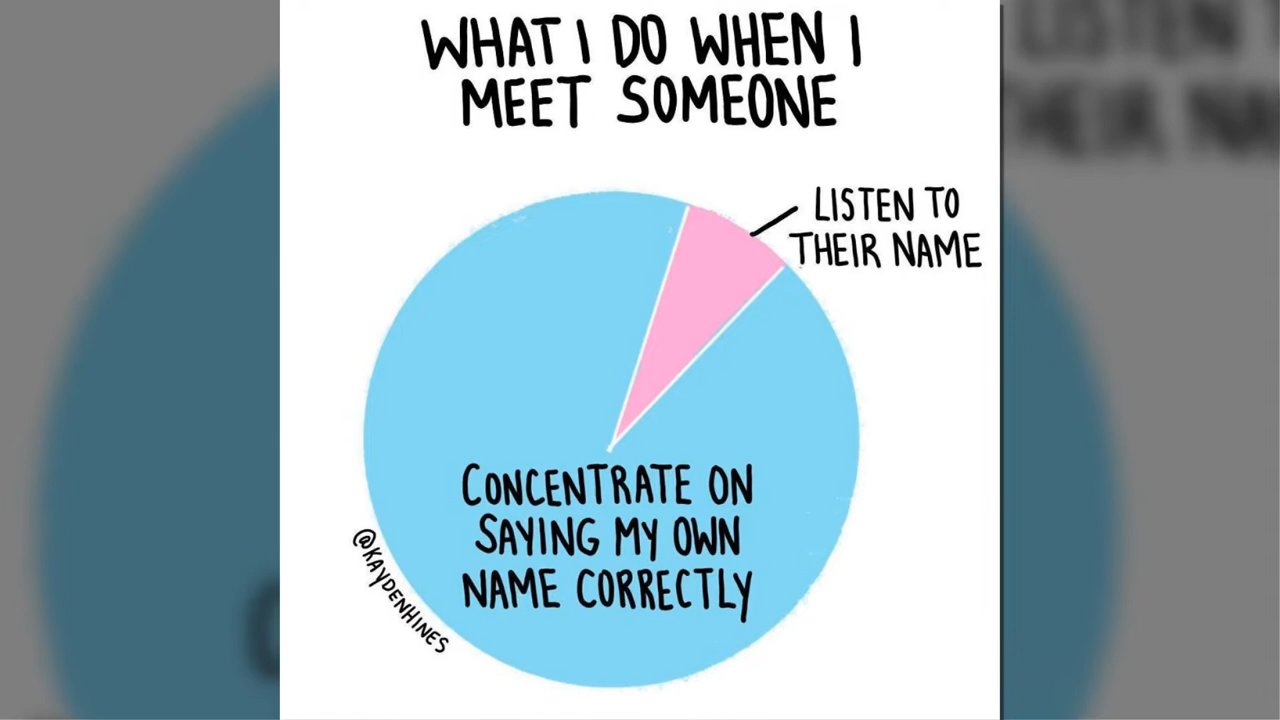 WHAT I DO WHEN I
MEET SOMEONE
LISTEN TO
THEIR NAME
CONCENTRATE ON
SAYING MY OWN
NAME CORRECTLY
@KAYDENHINES